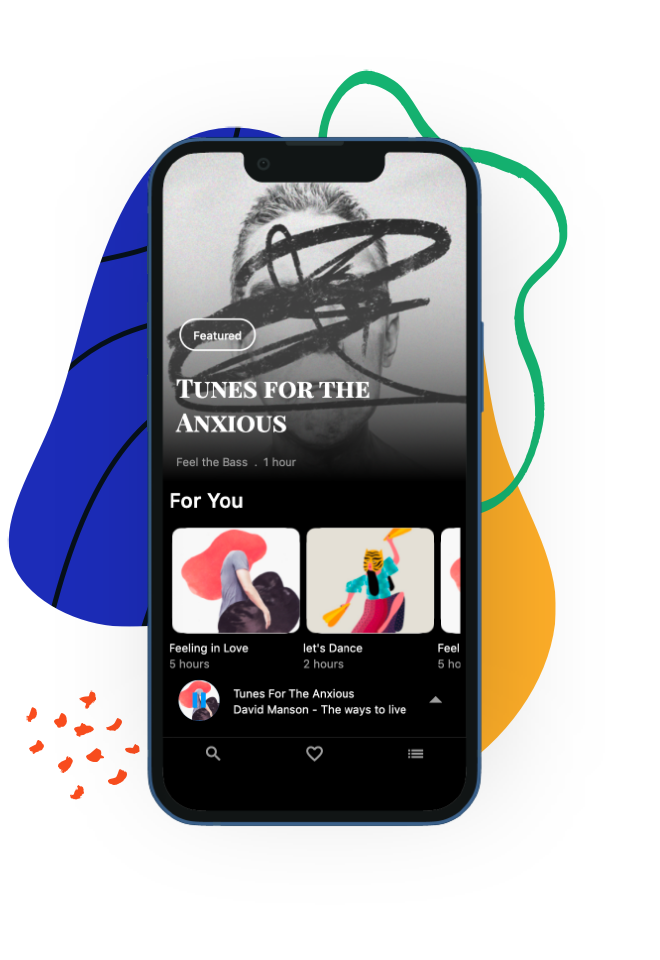 Featured
TUNES FOR THE
ANXIOUS
Feel the Bass . 1 hour
For You
Feeling in Love
let's Dance
Feel
5 hours
2 hours
5 ho
Tunes For The Anxious
David Manson - The ways to live